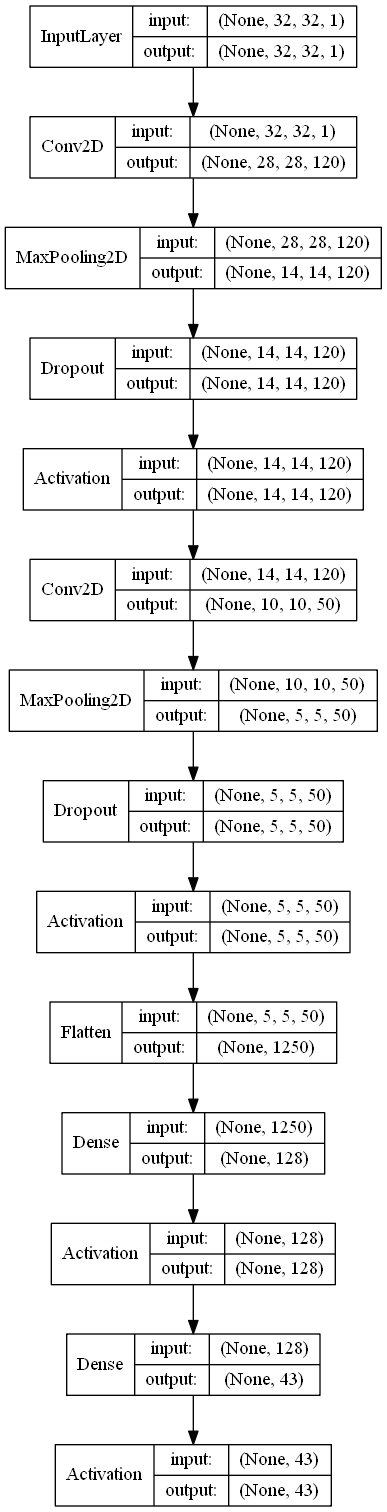 InputLayer
input: (None, 32, 32, 1)
output: (None, 32, 32, 1)
Conv2D
input: (None, 32, 32, 1)
output: (None, 28, 28, 120)
MaxPooling2D
input: (None, 28, 28, 120)
output: (None, 14, 14, 120)
Dropout
input: (None, 14, 14, 120)
output: (None, 14, 14, 120)
Activation
input: (None, 14, 14, 120)
output: (None, 14, 14, 120)
Conv2D
input: (None, 14, 14, 120)
output: (None, 10, 10, 50)
MaxPooling2D
input: (None, 10, 10, 50)
output: (None, 5, 5, 50)
Dropout
input: (None, 5, 5, 50)
output: (None, 5, 5, 50)
Activation
input: (None, 5, 5, 50)
output: (None, 5, 5, 50)
Flatten
input: (None, 5, 5, 50)
output: (None, 1250)
Dense
input: (None, 1250)
output: (None, 128)
Activation
input: (None, 128)
output: (None, 128)
Dense
input: (None, 128)
output: (None, 43)
Activation
input: (None, 43)
output: (None, 43)